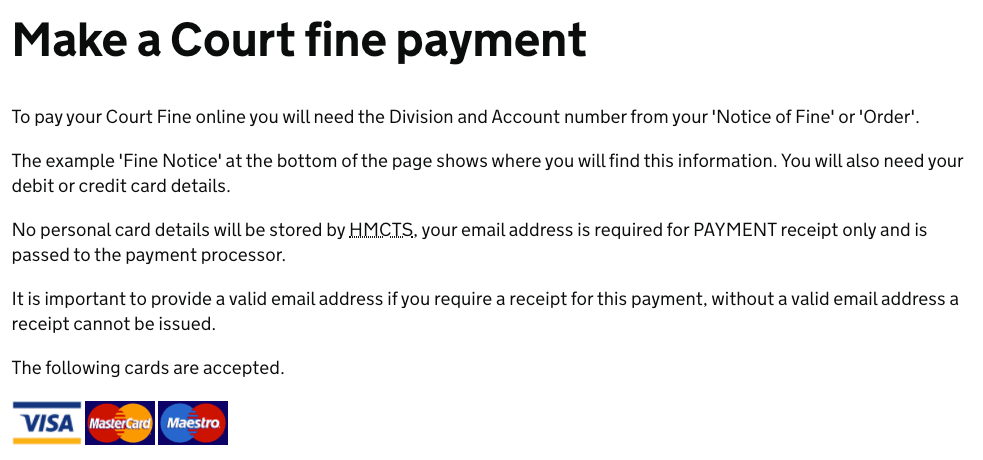 Make a Court fine payment
To pay your Court Fine online you will need the Division and Account number from your 'Notice of Fine' or 'Order'.
The example 'Fine Notice' at the bottom of the page shows where you will find this information. You will also need your
debit or credit card details.
No personal card details will be stored by HMCTS, your email address is required for PAYMENT receipt only and is
passed to the payment processor.
It is important to provide a valid email address if you require a receipt for this payment, without a valid email address a
receipt cannot be issued.
The following cards are accepted.
VISA MasterCard Maestro